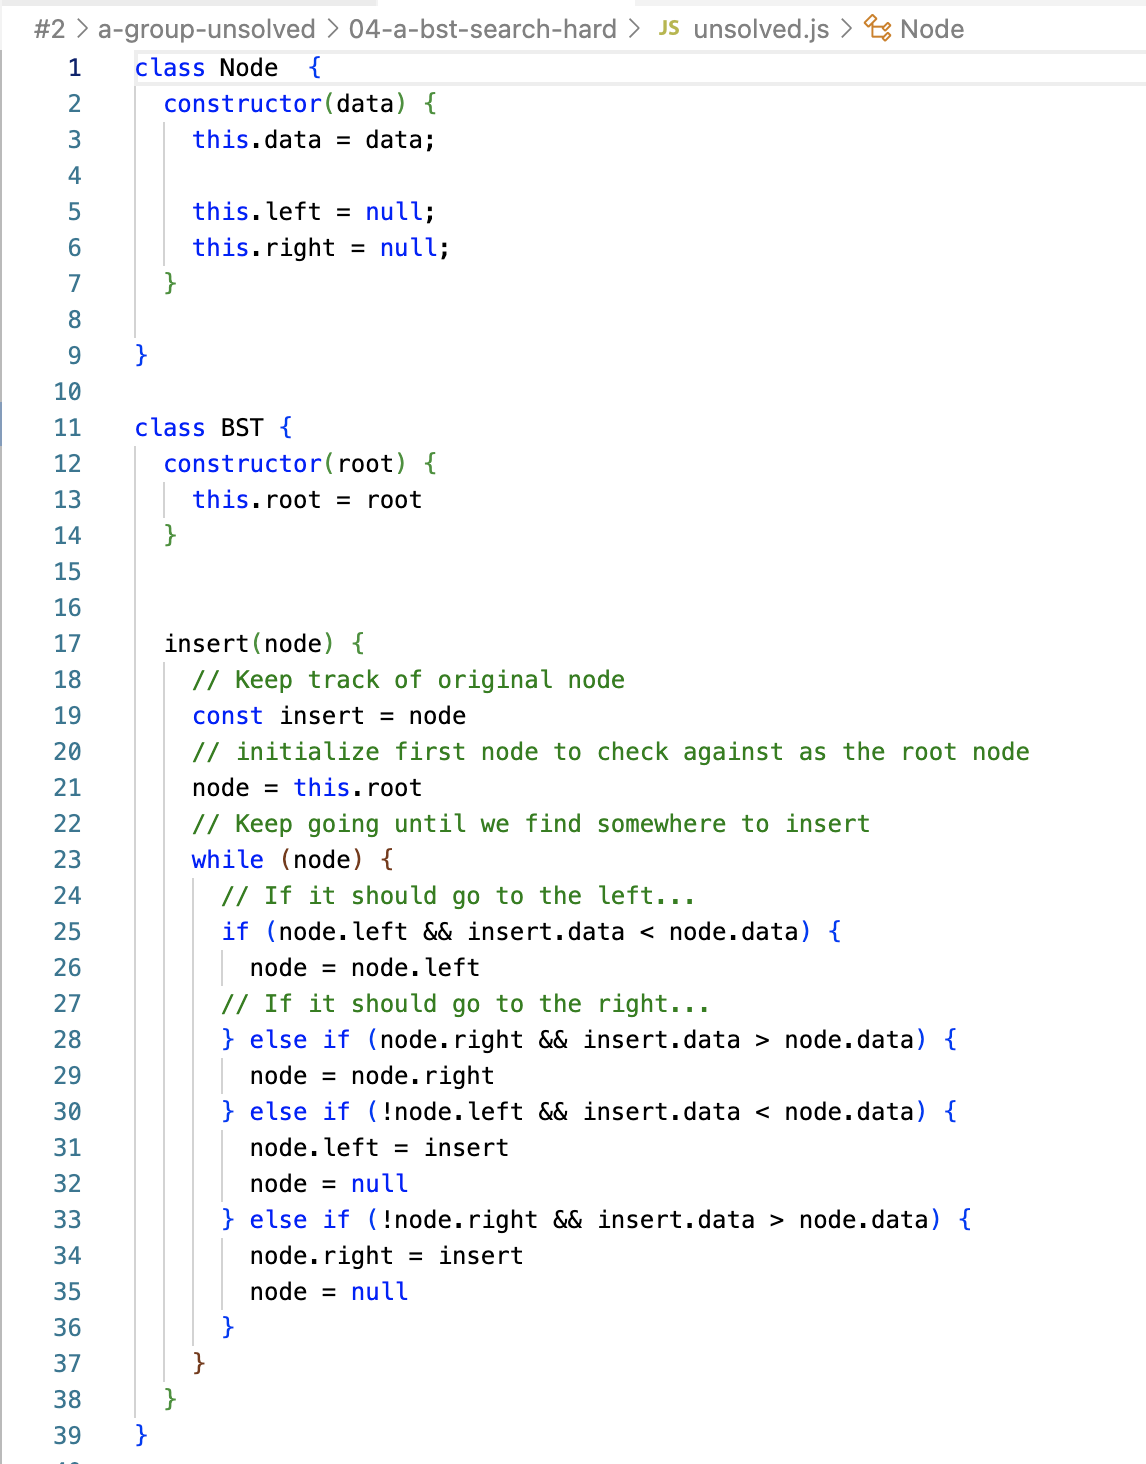 #2 > a-group-unsolved > 04-a-bst-search-hard > JS unsolved.js > Node
1 class Node  {
2   constructor(data) {
3     this.data = data;
4
5     this.left = null;
6     this.right = null;
7   }
8
9 }
10
11 class BST {
12   constructor(root) {
13     this.root = root
14   }
15
16
17   insert(node) {
18     // Keep track of original node
19     const insert = node
20     // initialize first node to check against as the root node
21     node = this.root
22     // Keep going until we find somewhere to insert
23     while (node) {
24       // If it should go to the left...
25       if (node.left && insert.data < node.data) {
26         node = node.left
27       // If it should go to the right...
28       } else if (node.right && insert.data > node.data) {
29         node = node.right
30       } else if (!node.left && insert.data < node.data) {
31         node.left = insert
32         node = null
33       } else if (!node.right && insert.data > node.data) {
34         node.right = insert
35         node = null
36       }
37     }
38   }
39 }